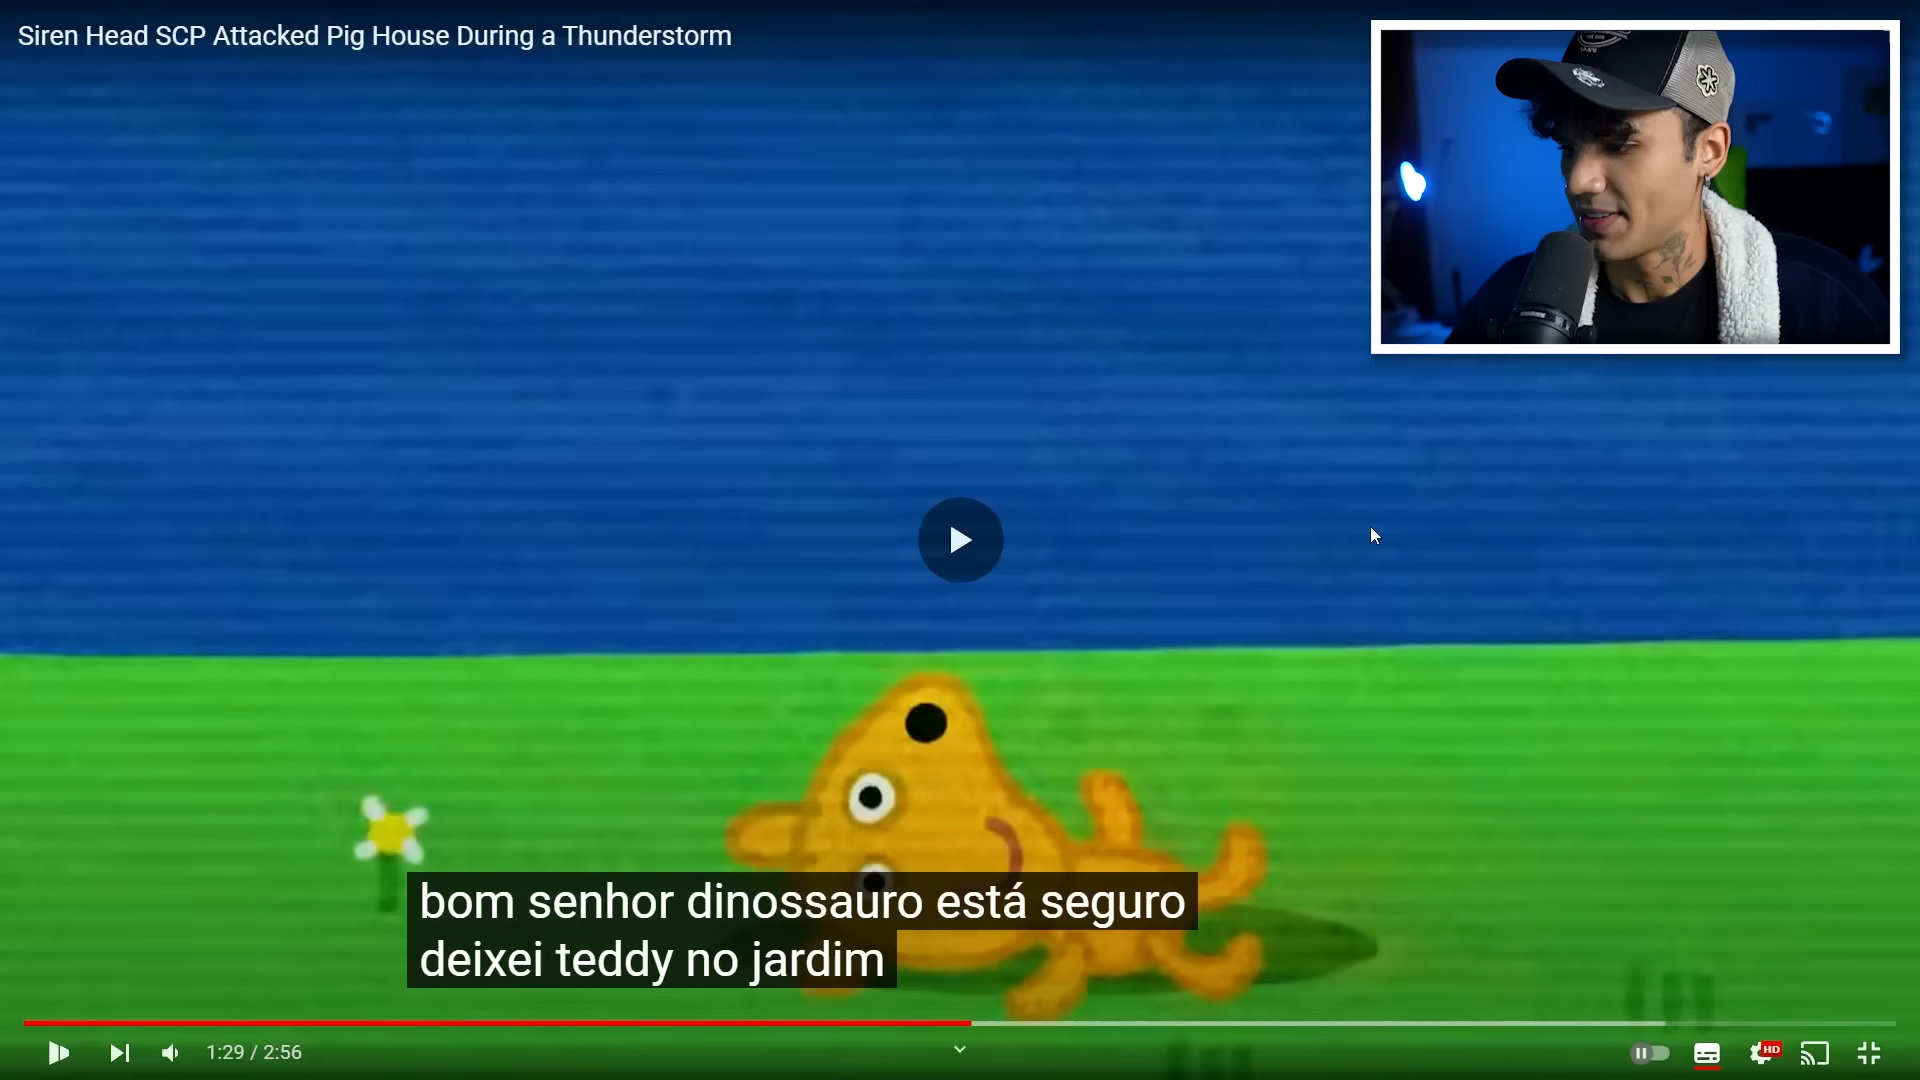 Siren Head SCP Attacked Pig House During a Thunderstorm
bom senhor dinossauro está seguro
deixei teddy no jardim
1:29 / 2:56
HD